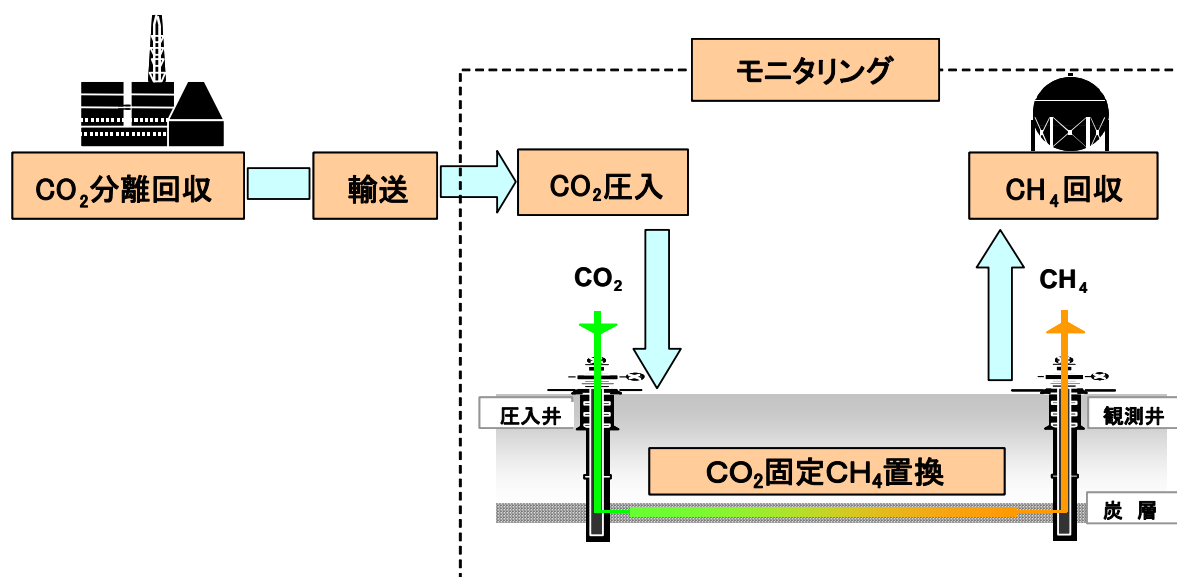 モニタリング
CO₂分離回収
輸送
CO₂圧入
CH₄回収
CO₂
CH₄
圧入井
観測井
CO₂固定CH₄置換
炭 層